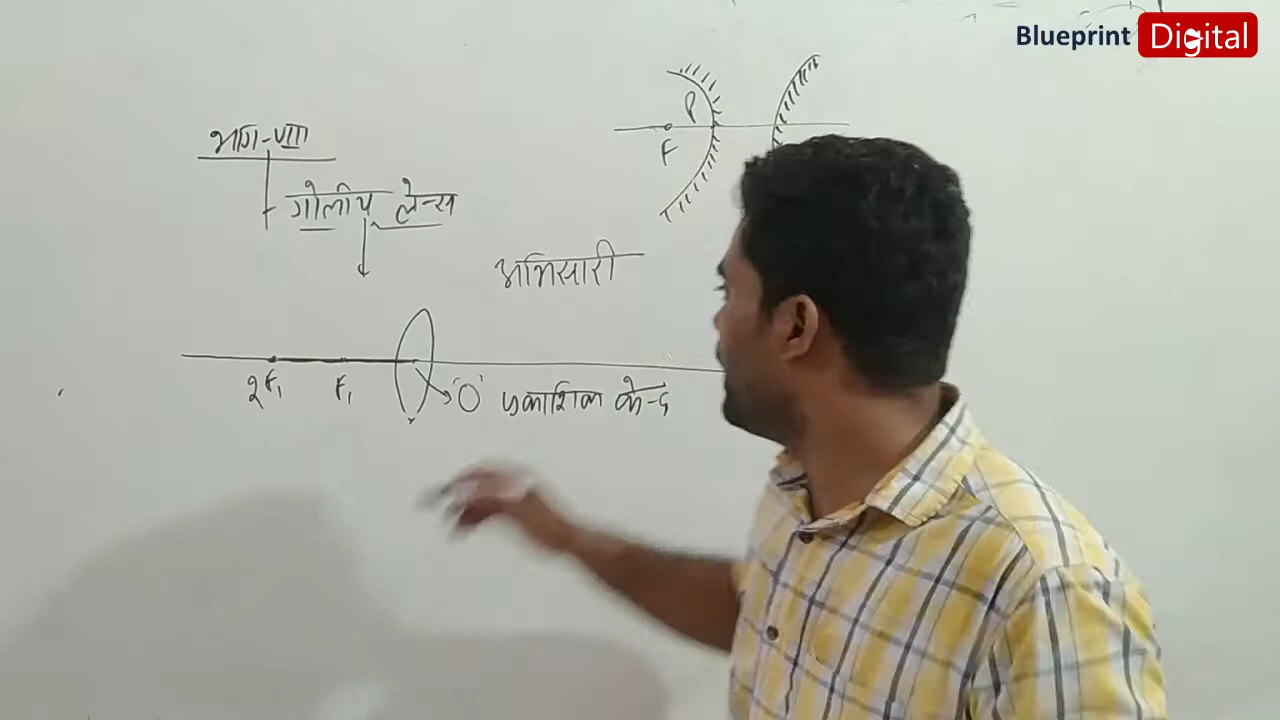 Blueprint Digital
भाग-VIII
गोलीय लेन्स
P
F
अभिसारी
2F₁ F₁ 'O' प्रकाशिक केन्द्र